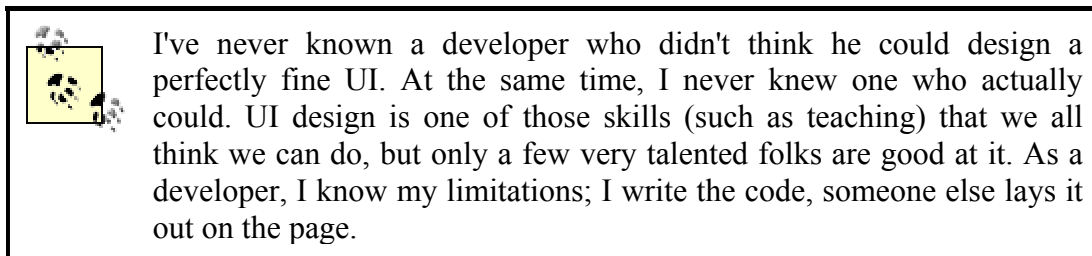 I've never known a developer who didn't think he could design a
perfectly fine UI. At the same time, I never knew one who actually
could. UI design is one of those skills (such as teaching) that we all
think we can do, but only a few very talented folks are good at it. As a
developer, I know my limitations; I write the code, someone else lays it
out on the page.